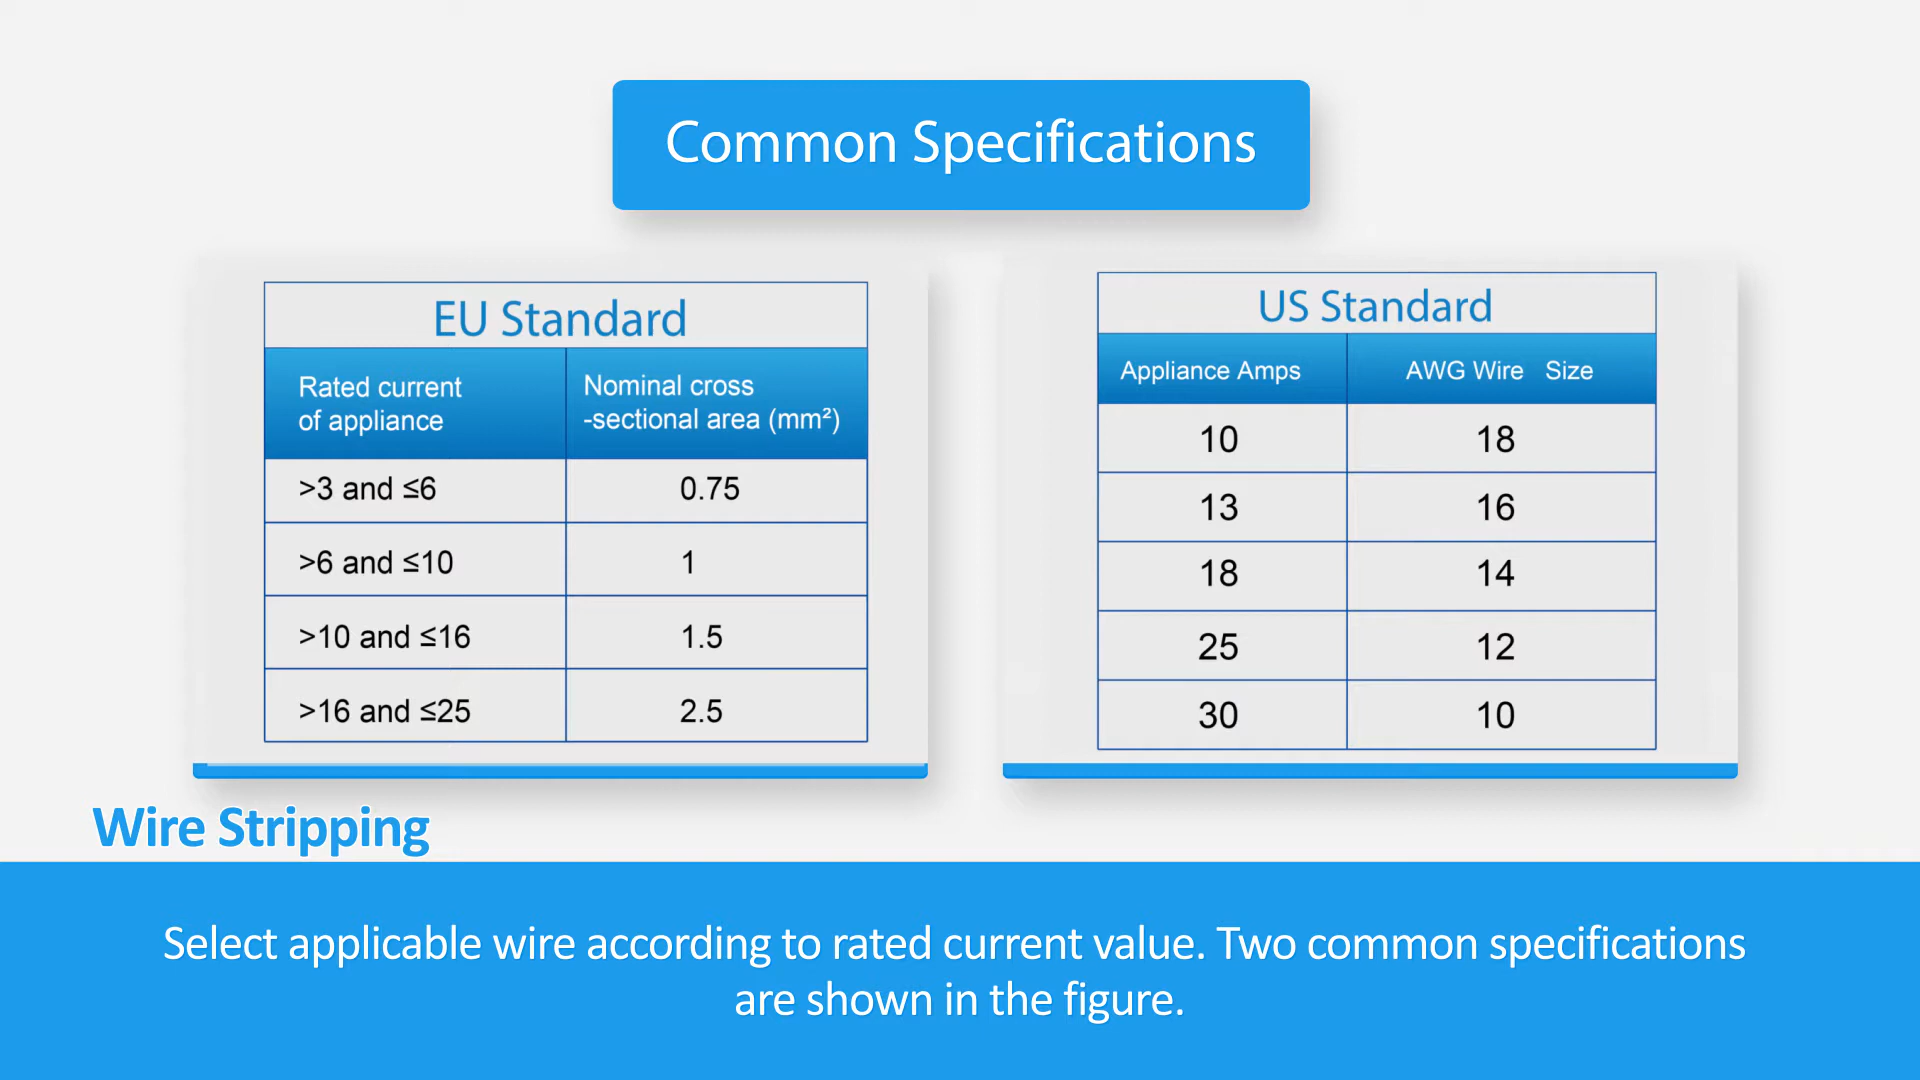 Common Specifications
EU Standard
Rated current
of appliance
Nominal cross
-sectional area (mm²)
>3 and ≤6
0.75
>6 and ≤10
1
>10 and ≤16
1.5
>16 and ≤25
2.5
US Standard
Appliance Amps
AWG Wire Size
10
18
13
16
18
14
25
12
30
10
Wire Stripping
Select applicable wire according to rated current value. Two common specifications
are shown in the figure.